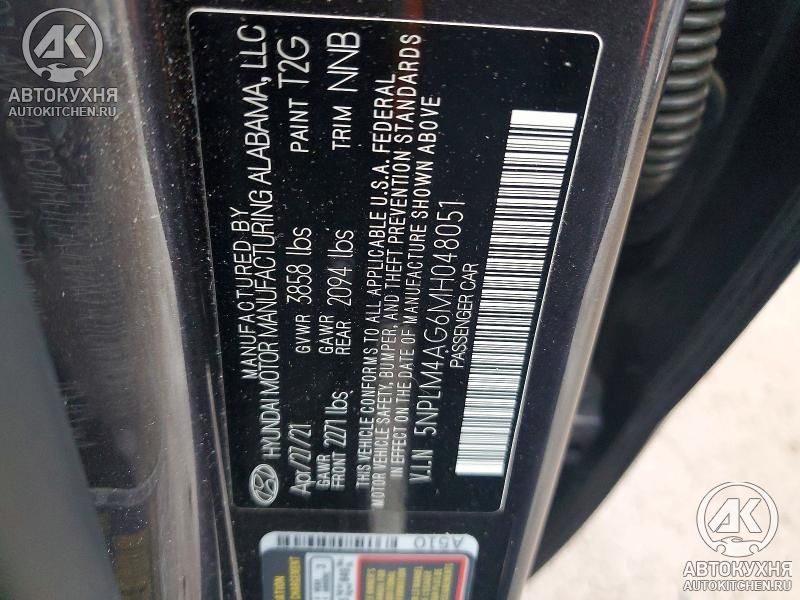 АВТОКУХНЯ
AUTOKITCHEN.RU
MANUFACTURED BY
HYUNDAI MOTOR MANUFACTURING ALABAMA, LLC
Apr/27/21 GVWR 3858 lbs PAINT T2G
GAWR FRONT 2271 lbs GAWR REAR 2094 lbs TRIM NNB
THIS VEHICLE CONFORMS TO ALL APPLICABLE U.S.A. FEDERAL
MOTOR VEHICLE SAFETY, BUMPER, AND THEFT PREVENTION STANDARDS
IN EFFECT ON THE DATE OF MANUFACTURE SHOWN ABOVE
V.I.N 5NPLM4AG6MH048051
PASSENGER CAR
A510
АВТОКУХНЯ
AUTOKITCHEN.RU